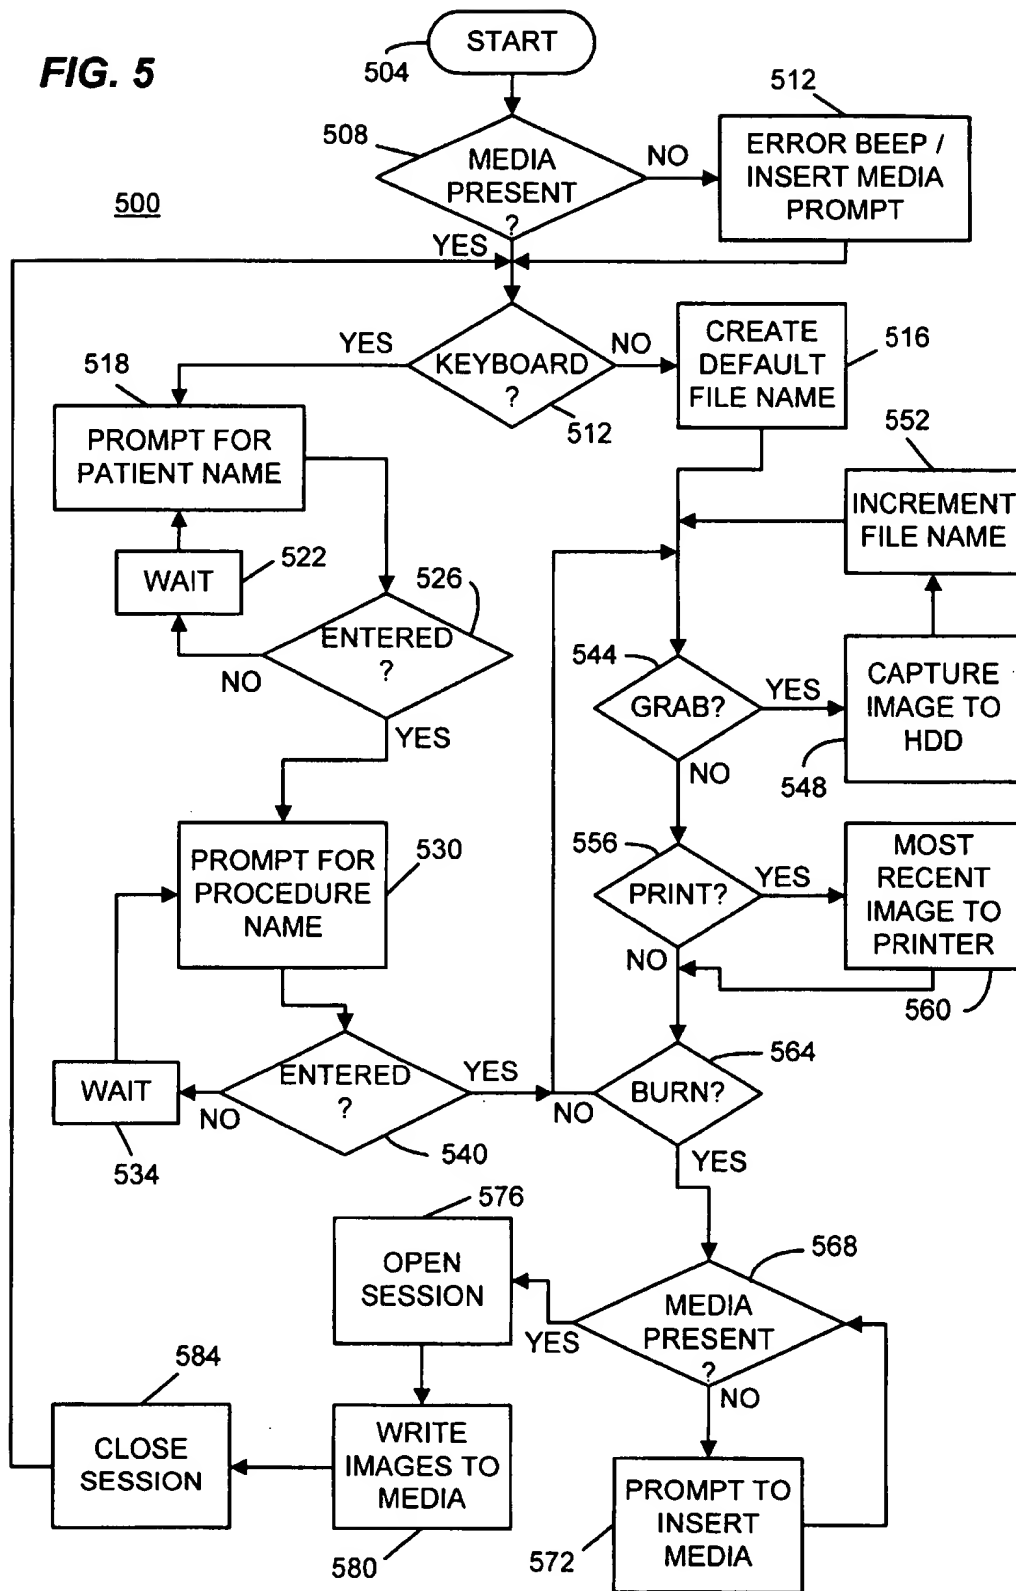 FIG. 5
START
504
508
MEDIA
PRESENT
?
NO
512
ERROR BEEP /
INSERT MEDIA
PROMPT
500
YES
KEYBOARD
?
512
YES
NO
CREATE
DEFAULT
FILE NAME
516
518
PROMPT FOR
PATIENT NAME
552
INCREMENT
FILE NAME
WAIT
522
526
ENTERED
?
NO
YES
544
GRAB?
YES
NO
CAPTURE
IMAGE TO
HDD
548
PROMPT FOR
PROCEDURE
NAME
530
556
PRINT?
YES
NO
MOST
RECENT
IMAGE TO
PRINTER
560
WAIT
534
NO
ENTERED
?
YES
540
NO
BURN?
564
YES
576
OPEN
SESSION
568
MEDIA
PRESENT
?
YES
NO
584
CLOSE
SESSION
WRITE
IMAGES TO
MEDIA
580
PROMPT TO
INSERT
MEDIA
572